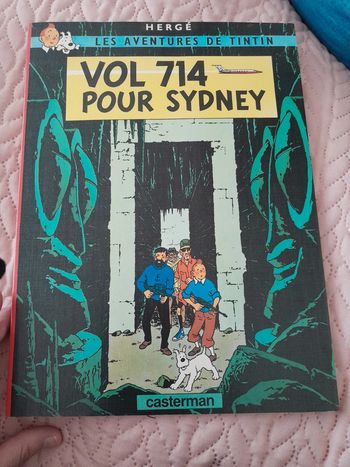 HERGÉ
LES AVENTURES DE TINTIN
VOL 714
POUR SYDNEY
casterman